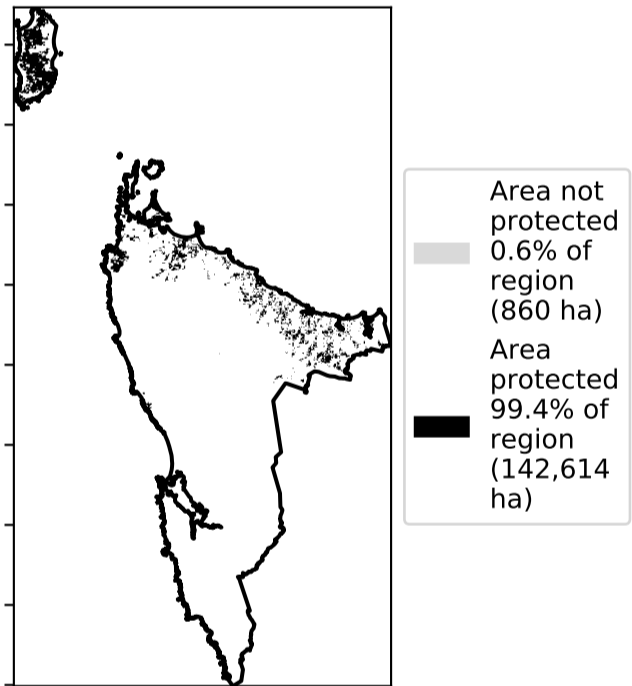 Area not
protected
0.6% of
region
(860 ha)
Area
protected
99.4% of
region
(142,614
ha)